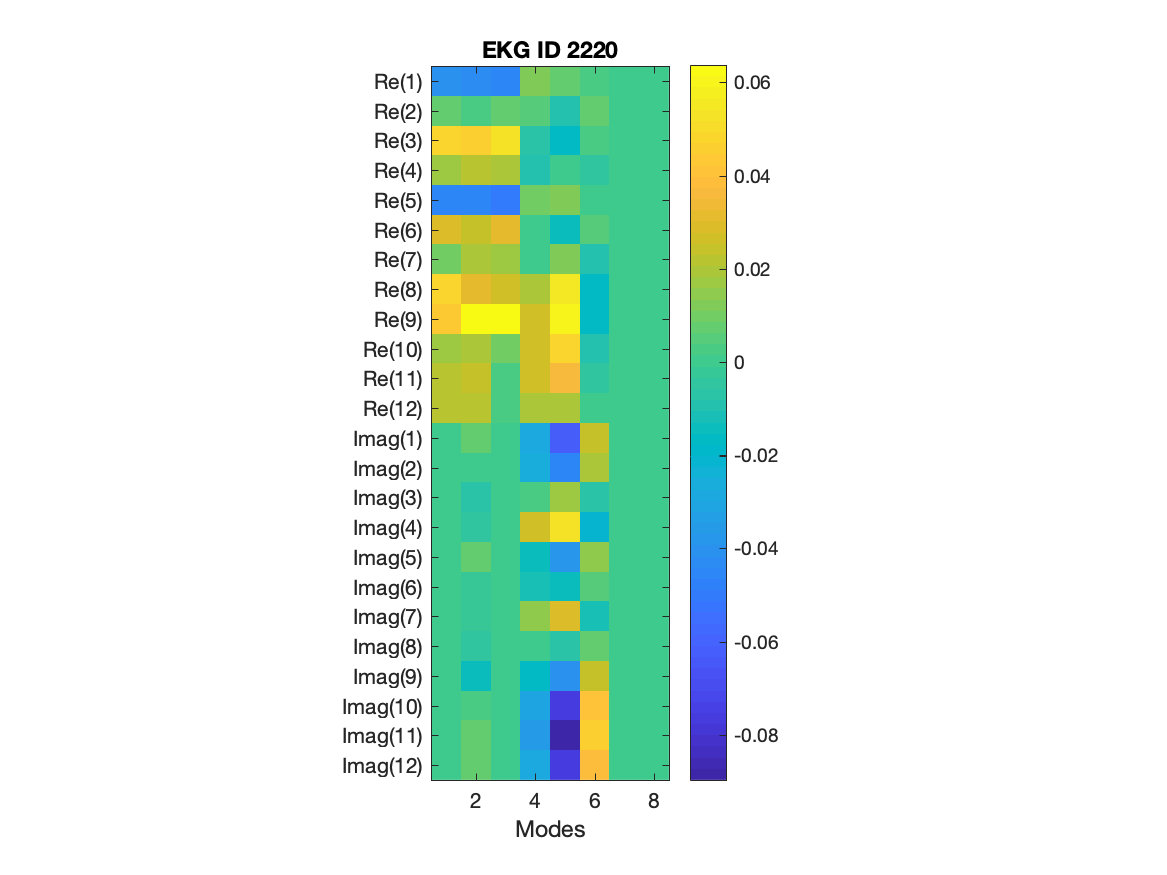 EKG ID 2220
Re(1)
Re(2)
Re(3)
Re(4)
Re(5)
Re(6)
Re(7)
Re(8)
Re(9)
Re(10)
Re(11)
Re(12)
Imag(1)
Imag(2)
Imag(3)
Imag(4)
Imag(5)
Imag(6)
Imag(7)
Imag(8)
Imag(9)
Imag(10)
Imag(11)
Imag(12)
2 4 6 8
Modes
0.06
0.04
0.02
0
-0.02
-0.04
-0.06
-0.08